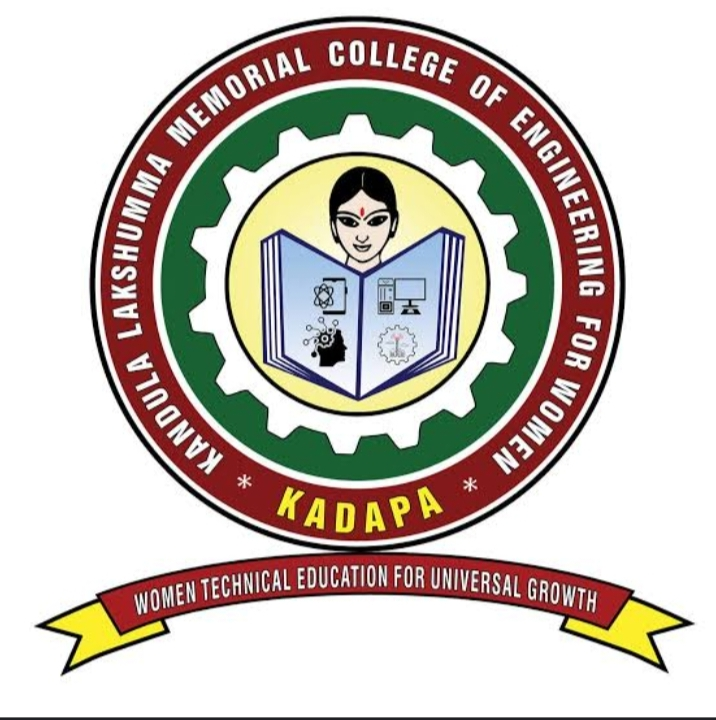 KANDULA LAKSHUMMA MEMORIAL COLLEGE OF ENGINEERING FOR WOMEN
* KADAPA *
WOMEN TECHNICAL EDUCATION FOR UNIVERSAL GROWTH